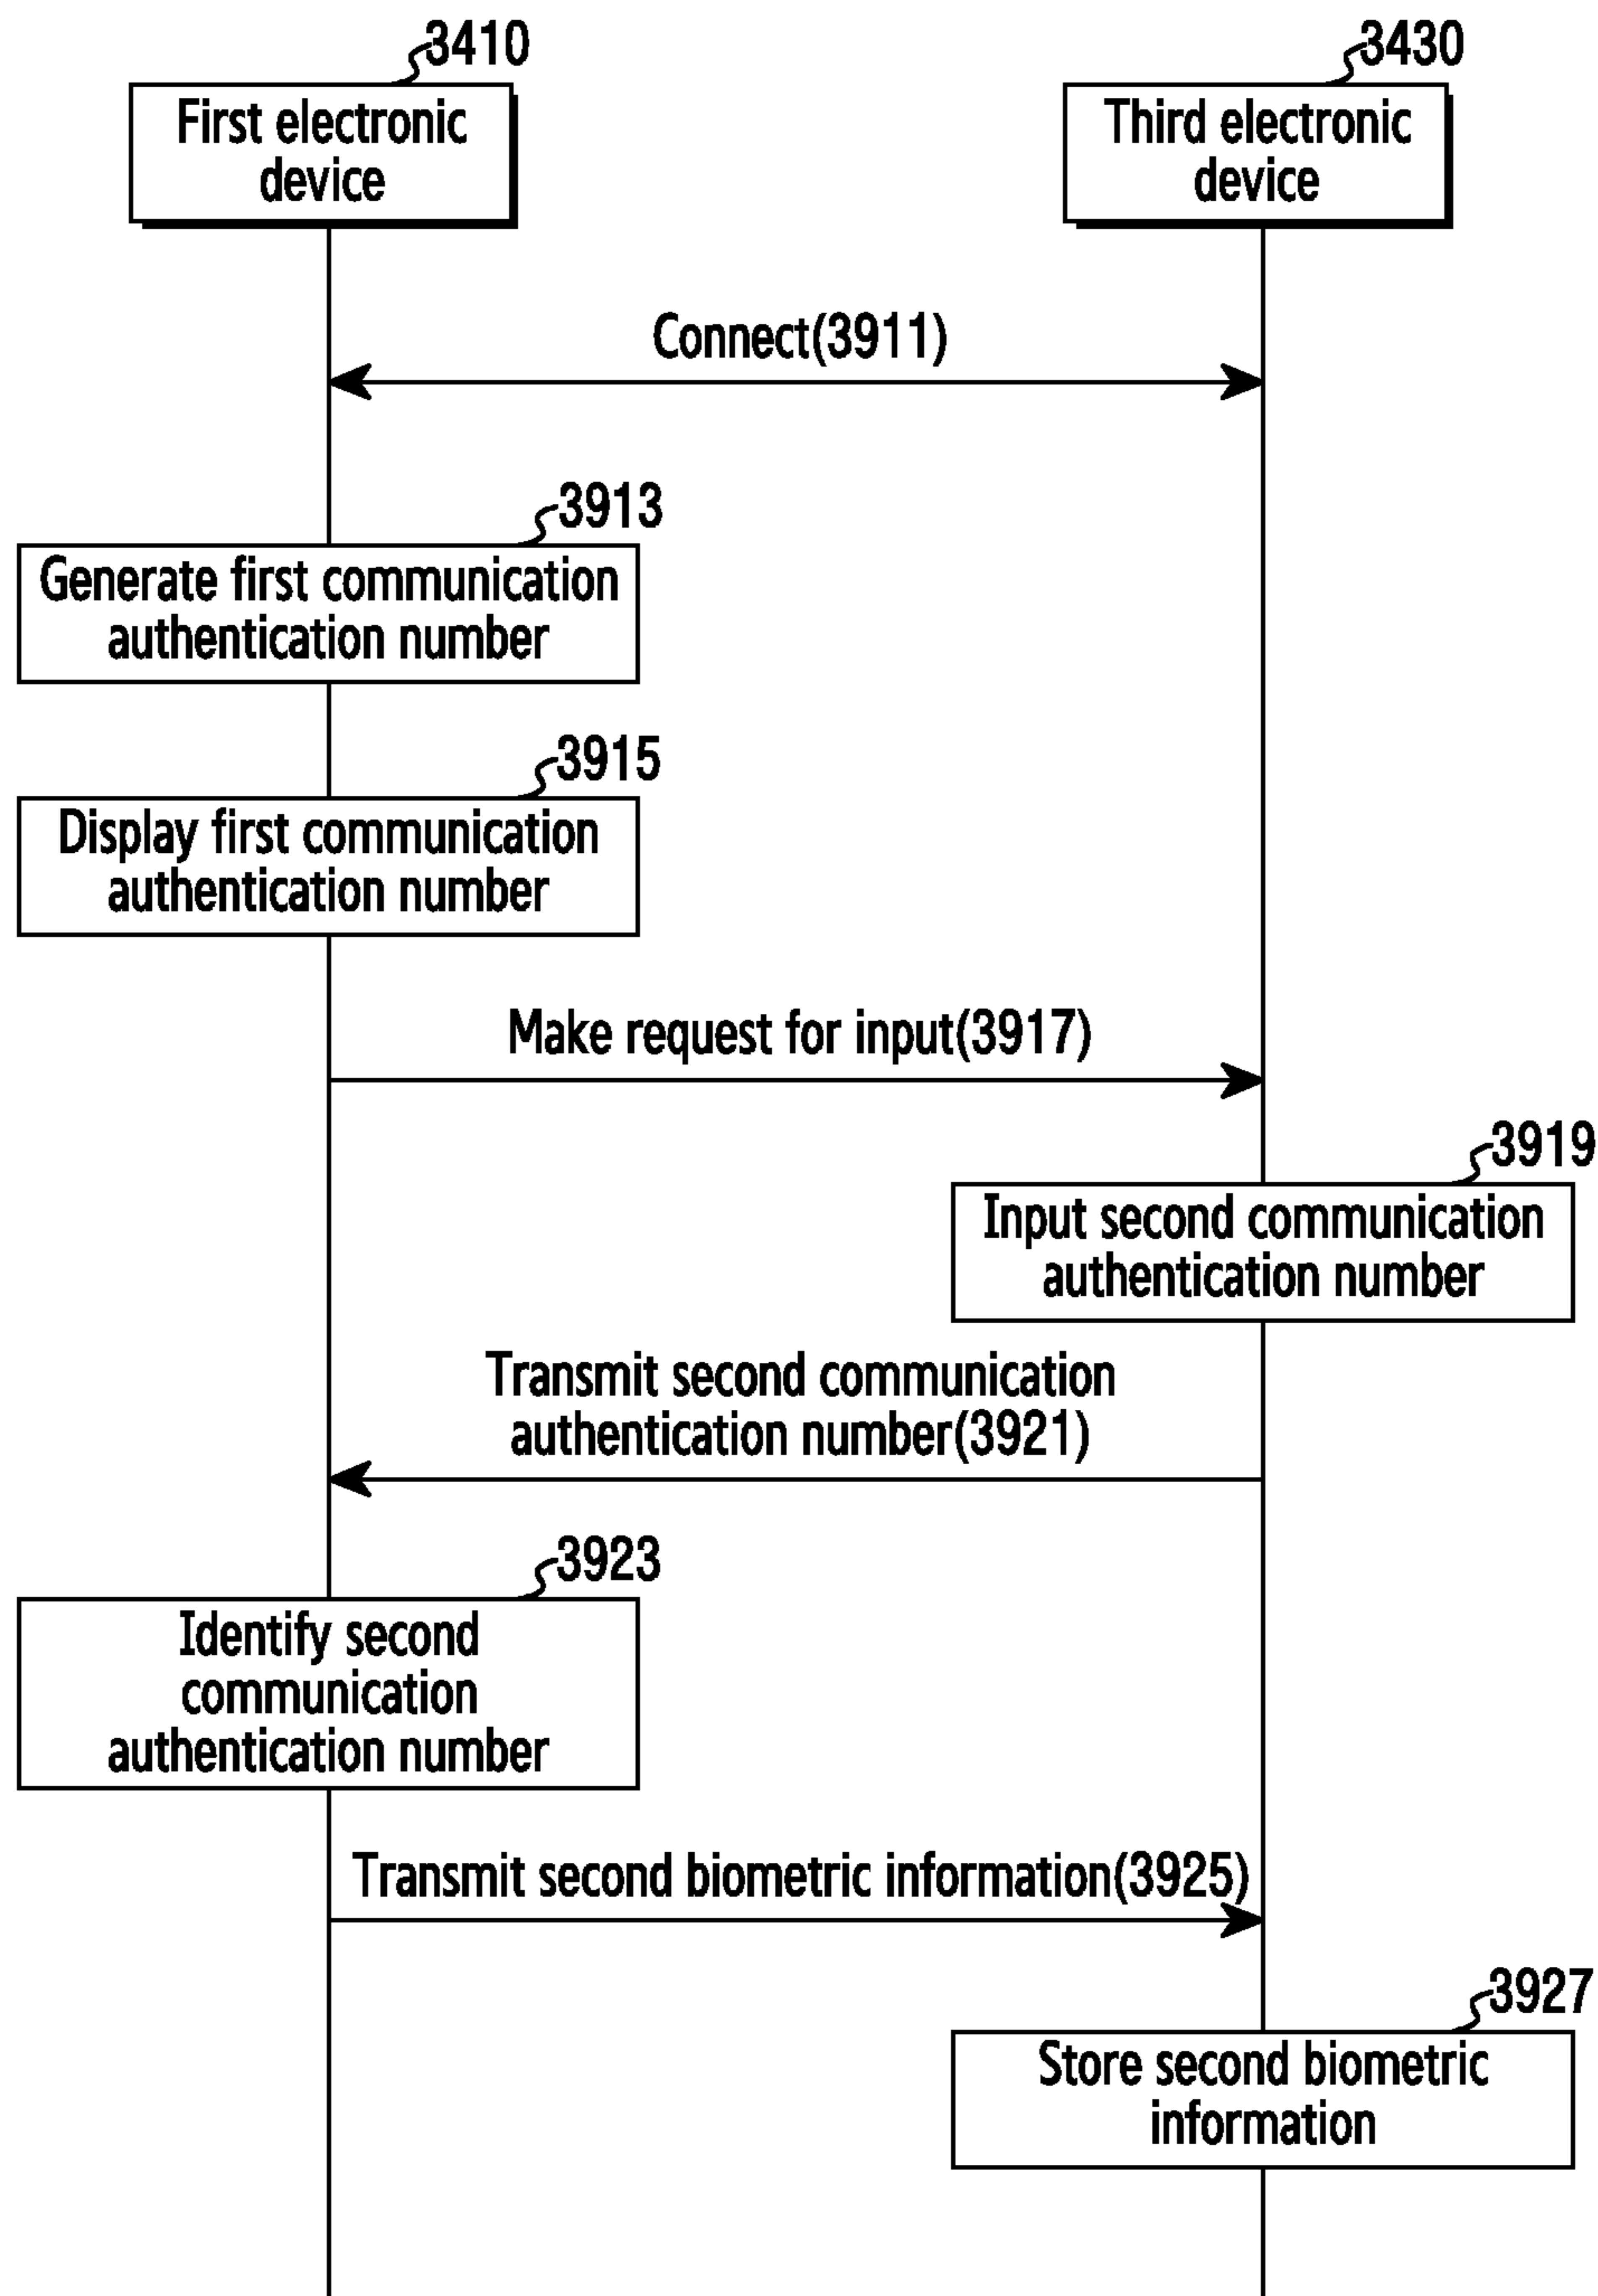 3410
3430
First electronic
device
Third electronic
device
Connect(3911)
3913
Generate first communication
authentication number
3915
Display first communication
authentication number
Make request for input(3917)
3919
Input second communication
authentication number
Transmit second communication
authentication number(3921)
3923
Identify second
communication
authentication number
Transmit second biometric information(3925)
3927
Store second biometric
information